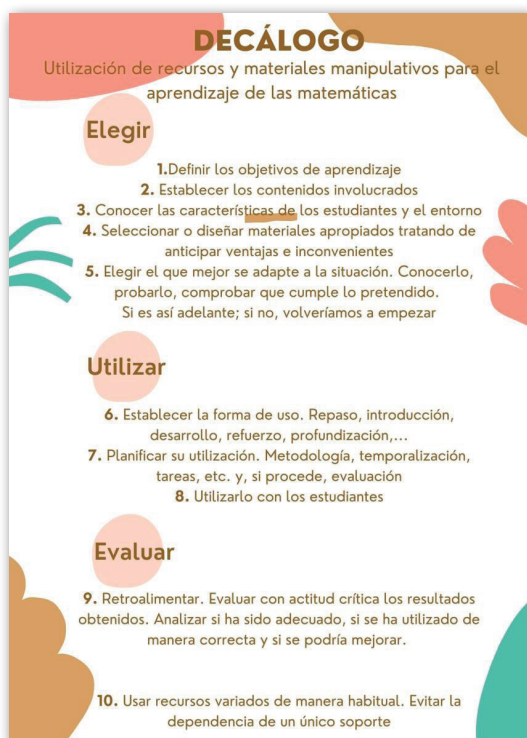 DECÁLOGO
Utilización de recursos y materiales manipulativos para el
aprendizaje de las matemáticas
Elegir
1.Definir los objetivos de aprendizaje
2. Establecer los contenidos involucrados
3. Conocer las características de los estudiantes y el entorno
4. Seleccionar o diseñar materiales apropiados tratando de
anticipar ventajas e inconvenientes
5. Elegir el que mejor se adapte a la situación. Conocerlo,
probarlo, comprobar que cumple lo pretendido.
Si es así adelante; si no, volveríamos a empezar
Utilizar
6. Establecer la forma de uso. Repaso, introducción,
desarrollo, refuerzo, profundización,...
7. Planificar su utilización. Metodología, temporalización,
tareas, etc. y, si procede, evaluación
8. Utilizarlo con los estudiantes
Evaluar
9. Retroalimentar. Evaluar con actitud crítica los resultados
obtenidos. Analizar si ha sido adecuado, si se ha utilizado de
manera correcta y si se podría mejorar.
10. Usar recursos variados de manera habitual. Evitar la
dependencia de un único soporte